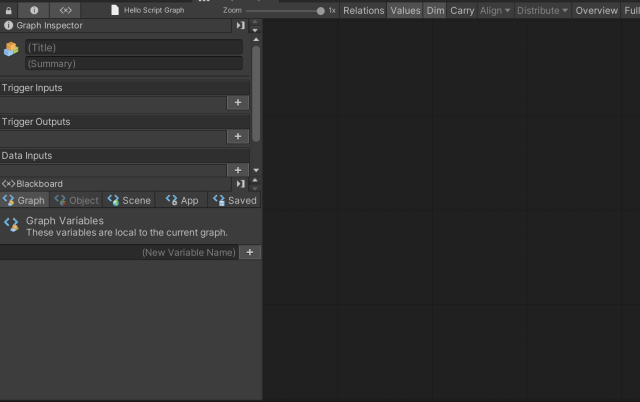 Hello Script Graph Zoom 1x Relations Values Dim Carry Align Distribute Overview Full
Graph Inspector
(Title)
(Summary)
Trigger Inputs
+
Trigger Outputs
+
Data Inputs
+
Blackboard
Graph Object Scene App Saved
Graph Variables
These variables are local to the current graph.
(New Variable Name) +